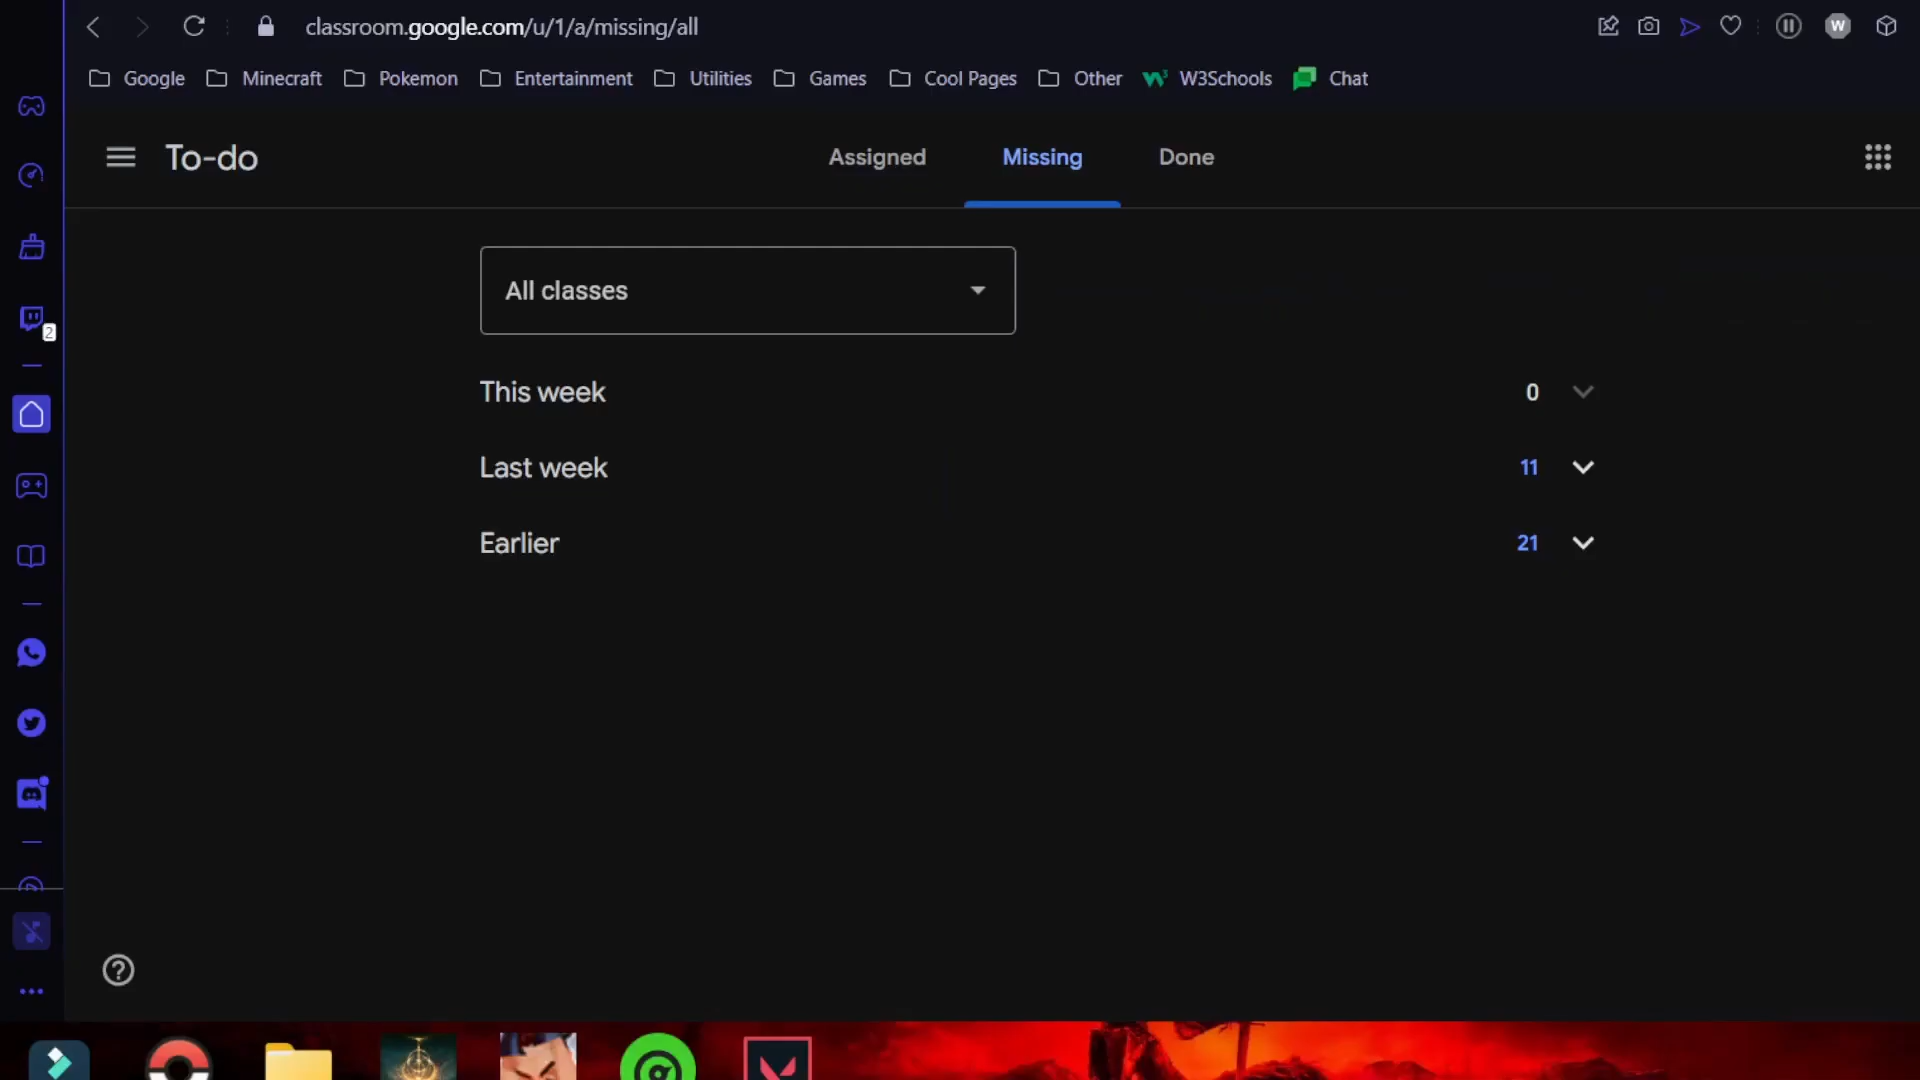 classroom.google.com/u/1/a/missing/all
W
Google Minecraft Pokemon Entertainment Utilities Games Cool Pages Other W3Schools Chat
To-do Assigned Missing Done
All classes
This week 0
2
Last week 11
Earlier 21